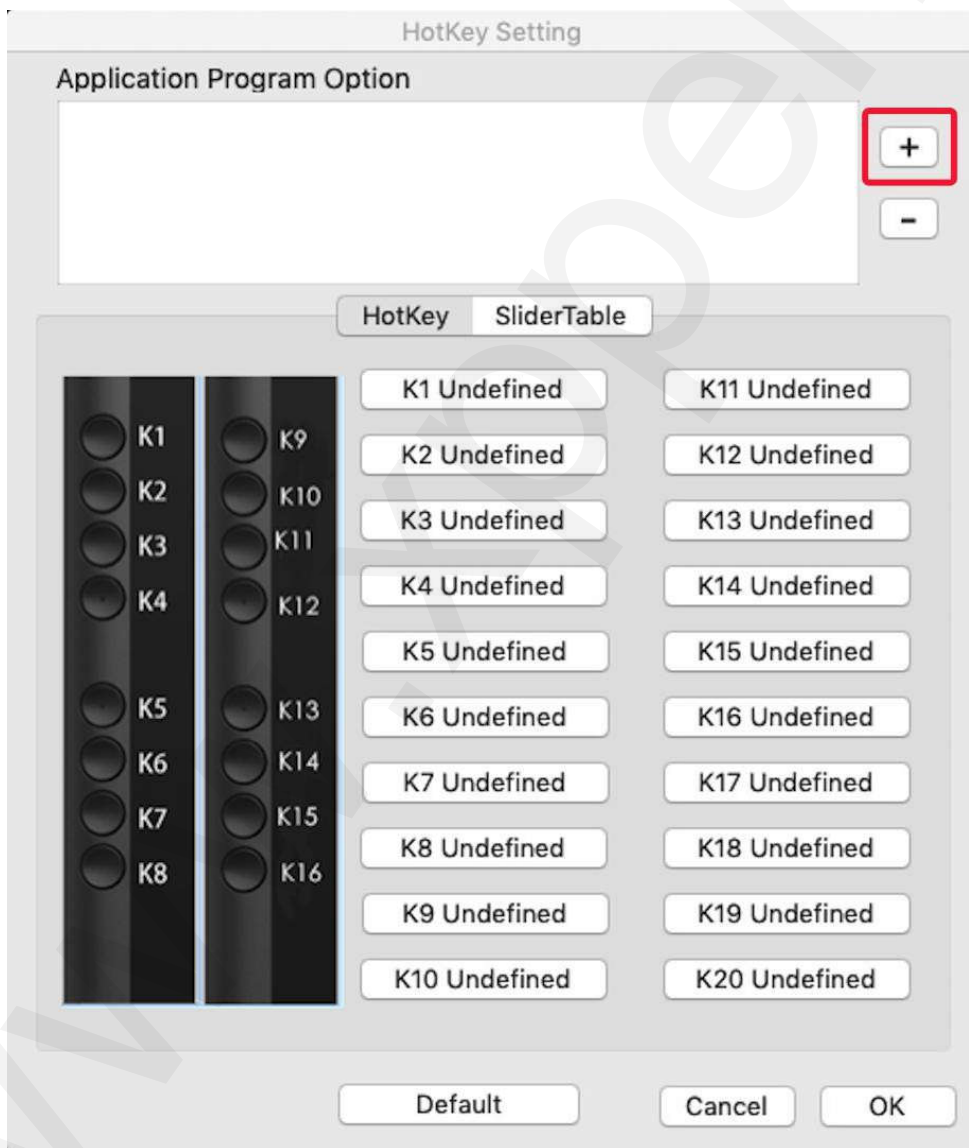 HotKey Setting
Application Program Option
+
-
HotKey SliderTable
K1 Undefined K11 Undefined
K2 Undefined K12 Undefined
K3 Undefined K13 Undefined
K4 Undefined K14 Undefined
K5 Undefined K15 Undefined
K6 Undefined K16 Undefined
K7 Undefined K17 Undefined
K8 Undefined K18 Undefined
K9 Undefined K19 Undefined
K10 Undefined K20 Undefined
K1 K9
K2 K10
K3 K11
K4 K12
K5 K13
K6 K14
K7 K15
K8 K16
Default Cancel OK